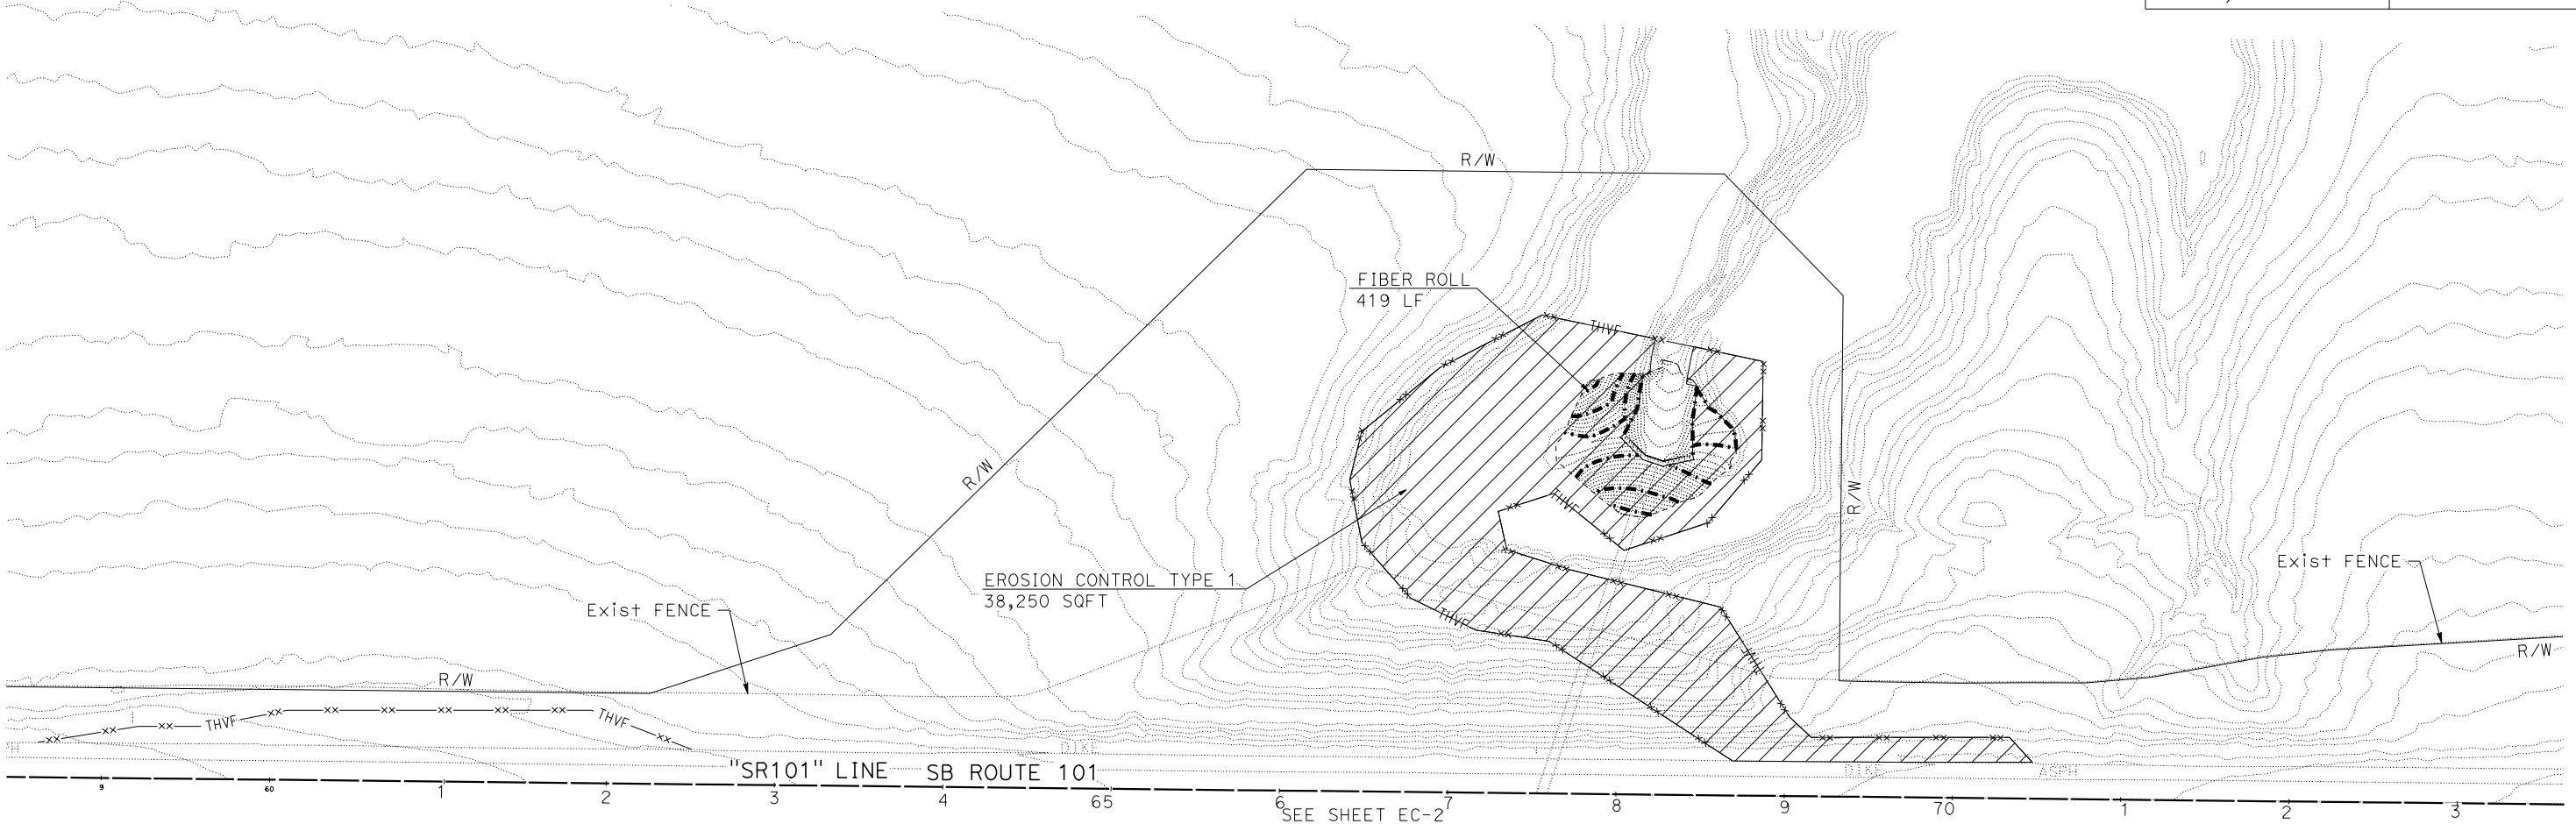 R/W
FIBER ROLL
419 LF
THVF
R/W
R/W
THVF
Exist FENCE
EROSION CONTROL TYPE 1
38,250 SQFT
Exist FENCE
THVF
R/W
R/W
THVF
THVF
DIKE
"SR101" LINE SB ROUTE 101
DIKE
ASPH
9 60 1 2 3 4 65 6 7 8 9 70 1 2 3
SEE SHEET EC-2